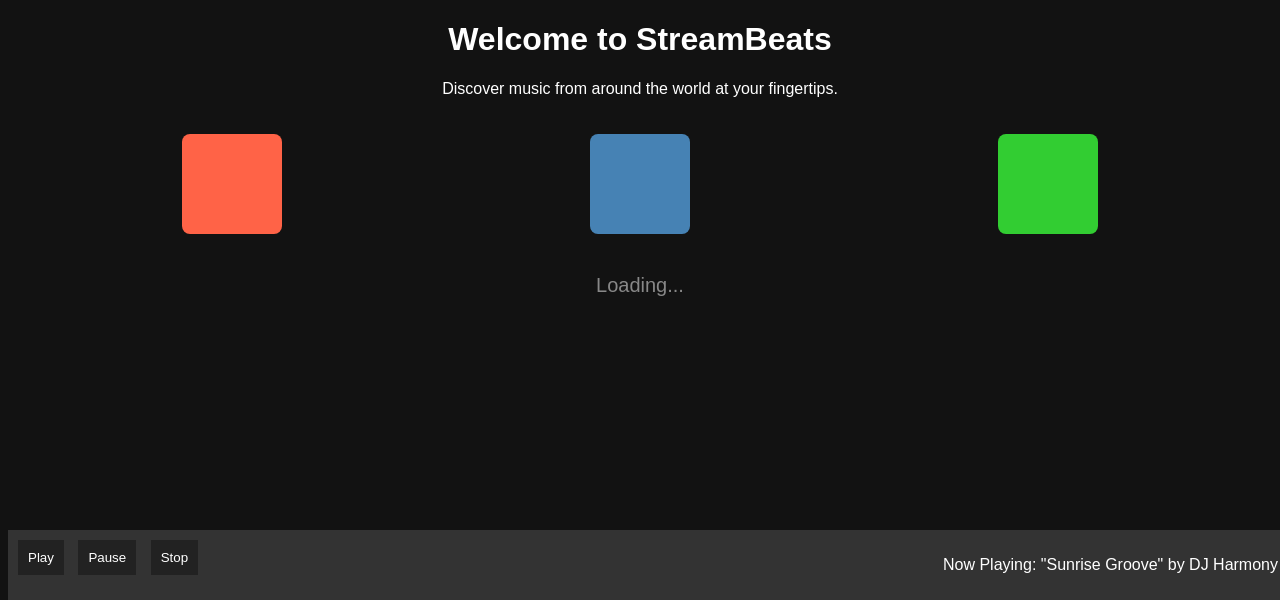 Welcome to StreamBeats
Discover music from around the world at your fingertips.
Loading...
Play Pause Stop
Now Playing: "Sunrise Groove" by DJ Harmony